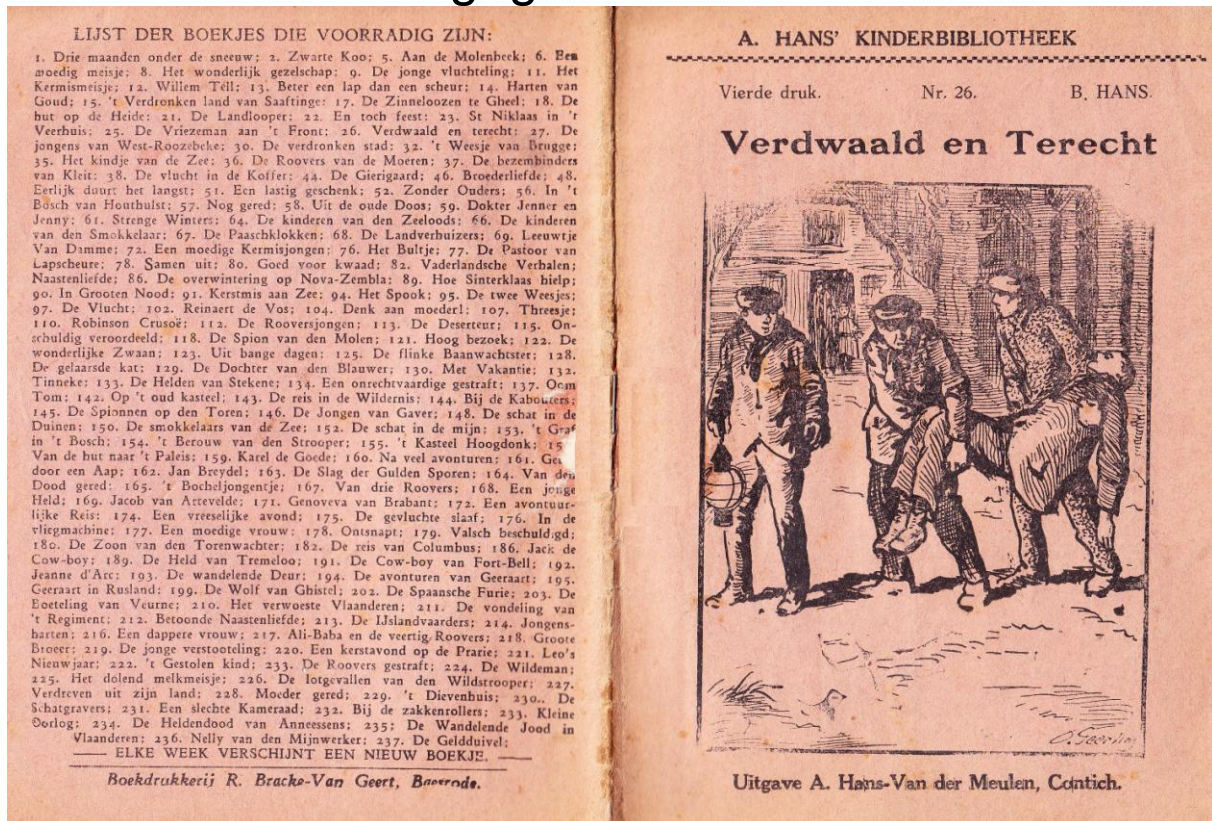 LIJST DER BOEKJES DIE VOORRADIG ZIJN:
1. Drie maanden onder de sneeuw; 2. Zwarte Koo; 5. Aan de Molenbeek; 6. Een
moedig meisje; 8. Het wonderlijk gezelschap; 9. De jonge vluchteling; 11. Het
Kermismeisje; 12. Willem Tëll; 13. Beter een lap dan een scheur; 14. Harten van
Goud; 15. 't Verdronken land van Saaftinge; 17. De Zinneloozen te Gheel; 18. De
hut op de Heide; 21. De Landlooper; 22. En toch feest; 23. St Niklaas in 't
Veerhuis; 25. De Vriezeman aan 't Front; 26. Verdwaald en terecht; 27. De
jongens van West-Roozebeke; 30. De verdronken stad; 32. 't Weesje van Brugge;
35. Het kindje van de Zee; 36. De Roovers van de Moeren; 37. De bezembinders
van Kleit; 38. De vlucht in de Koffer; 44. De Gierigaard; 46. Broederliefde; 48.
Eerlijk duurt het langst; 51. Een lastig geschenk; 52. Zonder Ouders; 56. In 't
Bosch van Houthulst; 57. Nog gered; 58. Uit de oude Doos; 59. Dokter Jenner en
Jenny; 61. Strenge Winters; 64. De kinderen van den Zeeloods; 66. De kinderen
van den Smokkelaar; 67. De Paaschklokken; 68. De Landverhuizers; 69. Leeuwtje
Van Damme; 72. Een moedige Kermisjongen; 76. Het Bultje; 77. De Pastoor van
Lapscheure; 78. Samen uit; 80. Goed voor kwaad; 82. Vaderlandsche Verhalen;
Naastenliefde; 86. De overwintering op Nova-Zembla; 89. Hoe Sinterklaas hielp;
90. In Grooten Nood; 91. Kerstmis aan Zee; 94. Het Spook; 95. De twee Weesjes;
97. De Vlucht; 102. Reinaert de Vos; 104. Denk aan moeder!; 107. Threesje;
110. Robinson Crusoë; 112. De Rooversjongen; 113. De Deserteur; 115. On-
schuldig veroordeeld; 118. De Spion van den Molen; 121. Hoog bezoek; 122. De
wonderlijke Zwaan; 123. Uit bange dagen; 125. De flinke Baanwachtster; 128.
De gelaarsde kat; 129. De Dochter van den Blauwer; 130. Met Vakantie; 132.
Tinneke; 133. De Helden van Stekene; 134. Een onrechtvaardige gestraft; 137. Oom
Tom; 142. Op 't oud kasteel; 143. De reis in de Wildernis; 144. Bij de Kabouters;
145. De Spionnen op den Toren; 146. De Jongen van Gaver; 148. De schat in de
Duinen; 150. De smokkelaars van de Zee; 152. De schat in de mijn; 153. 't Graf
in 't Bosch; 154. 't Berouw van den Strooper; 155. 't Kasteel Hoogdonk;
Van de hut naar 't Paleis; 159. Karel de Goede; 160. Na veel avonturen; 161.
door een Aap; 162. Jan Breydel; 163. De Slag der Gulden Sporen; 164. Van den
Dood gered; 165. 't Bocheljongentje; 167. Van drie Roovers; 168. Een jonge
Held; 169. Jacob van Artevelde; 171. Genoveva van Brabant; 172. Een avontuur-
lijke Reis; 174. Een vreeselijke avond; 175. De gevluchte slaaf; 176. In de
vliegmachine; 177. Een moedige vrouw; 178. Ontsnapt; 179. Valsch beschuldigd;
180. De Zoon van den Torenwachter; 182. De reis van Columbus; 186. Jack de
Cow-boy; 189. De Held van Tremeloo; 191. De Cow-boy van Fort-Bell; 192.
Jeanne d'Arc; 193. De wandelende Deur; 194. De avonturen van Geeraart; 195.
Geeraart in Rusland; 199. De Wolf van Ghistel; 202. De Spaansche Furie; 203. De
Boeteling van Veurne; 210. Het verwoeste Vlaanderen; 211. De vondeling van
't Regiment; 212. Betoonde Naastenliefde; 213. De IJslandvaarders; 214. Jongens-
harten; 216. Een dappere vrouw; 217. Ali-Baba en de veertig Roovers; 218. Groote
Broeer; 219. De jonge verstooteling; 220. Een kerstavond op de Prarie; 221. Leo's
Nieuwjaar; 222. 't Gestolen kind; 233. De Roovers gestraft; 224. De Wildeman;
225. Het dolend melkmeisje; 226. De lotgevallen van den Wildstrooper; 227.
Verdreven uit zijn land; 228. Moeder gered; 229. 't Dievenhuis; 230.. De
Schatgravers; 231. Een slechte Kameraad; 232. Bij de zakkenrollers; 233. Kleine
Oorlog; 234. De Heldendood van Anneessens; 235; De Wandelende Jood in
Vlaanderen; 236. Nelly van den Mijnwerker; 237. De Geldduivel;
ELKE WEEK VERSCHIJNT EEN NIEUW BOEKJE.
Boekdrukkerij R. Bracke-Van Geert, Baesrode.
A. HANS' KINDERBIBLIOTHEEK
Vierde druk. Nr. 26. B. HANS.
Verdwaald en Terecht
Uitgave A. Hans-Van der Meulen, Contich.